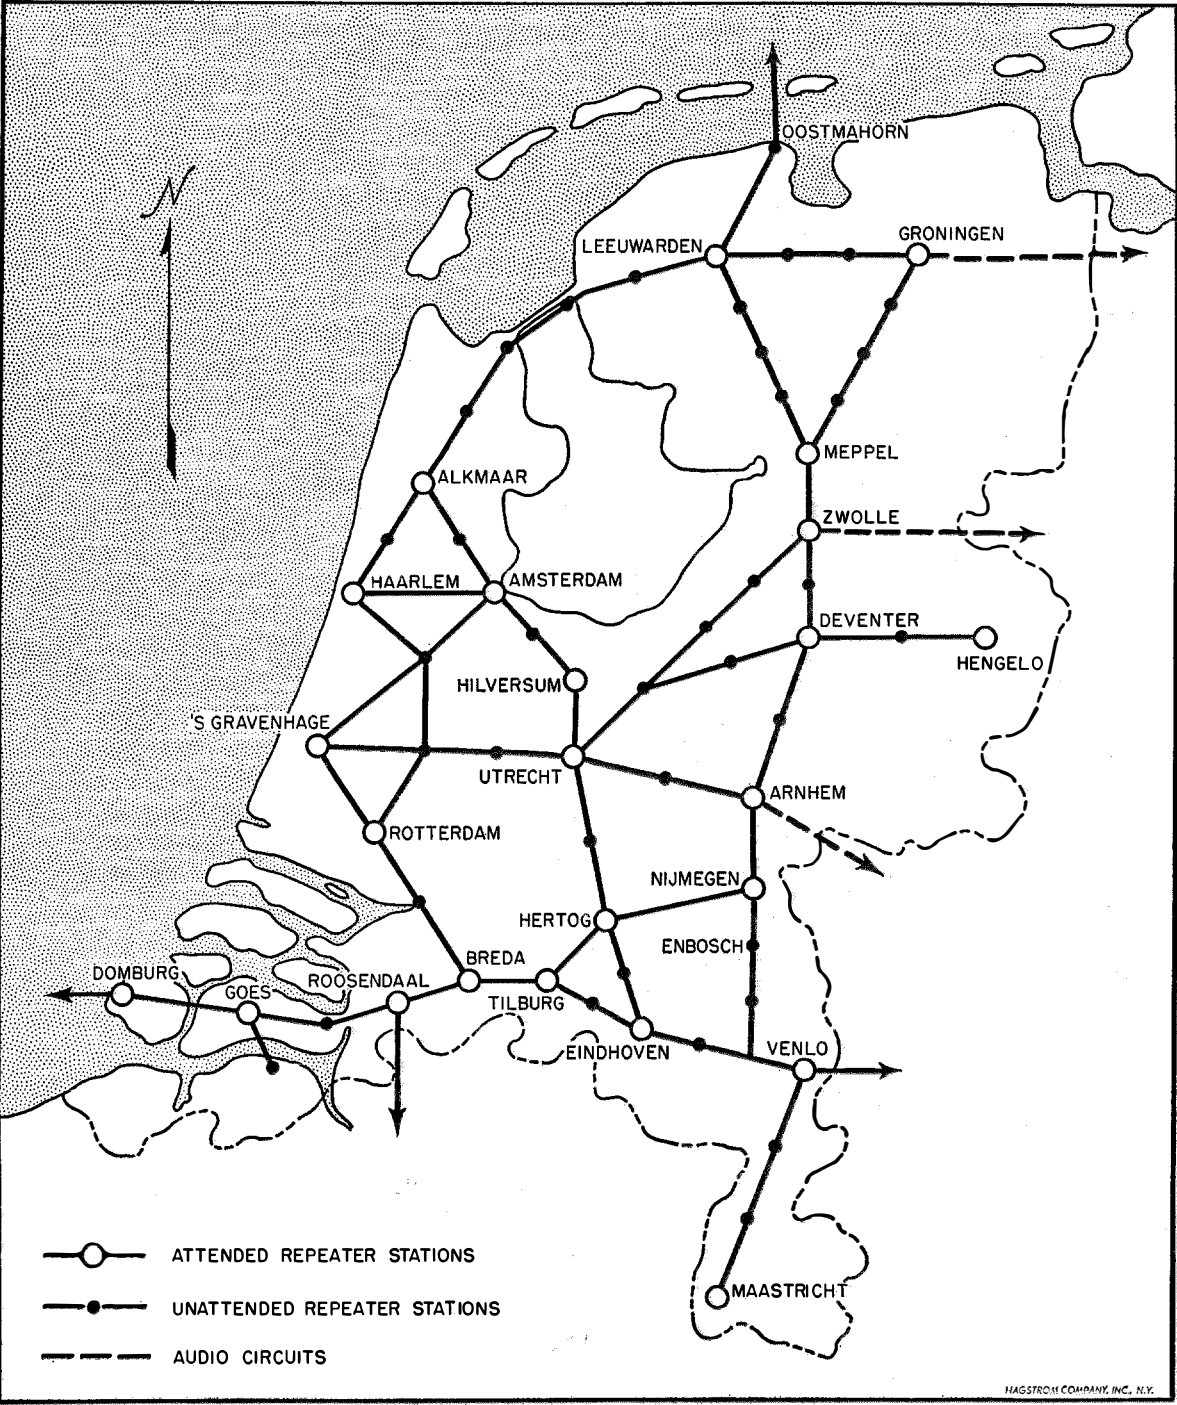 N
OOSTMAHORN
GRONINGEN
LEEUWARDEN
MEPPEL
ALKMAAR
ZWOLLE
HAARLEM
AMSTERDAM
DEVENTER
HENGELO
HILVERSUM
'S GRAVENHAGE
UTRECHT
ARNHEM
ROTTERDAM
NIJMEGEN
HERTOG
ENBOSCH
BREDA
DOMBURG
ROOSENDAAL
GOES
TILBURG
EINDHOVEN
VENLO
MAASTRICHT
ATTENDED REPEATER STATIONS
UNATTENDED REPEATER STATIONS
AUDIO CIRCUITS
HAGSTROM COMPANY, INC., N.Y.